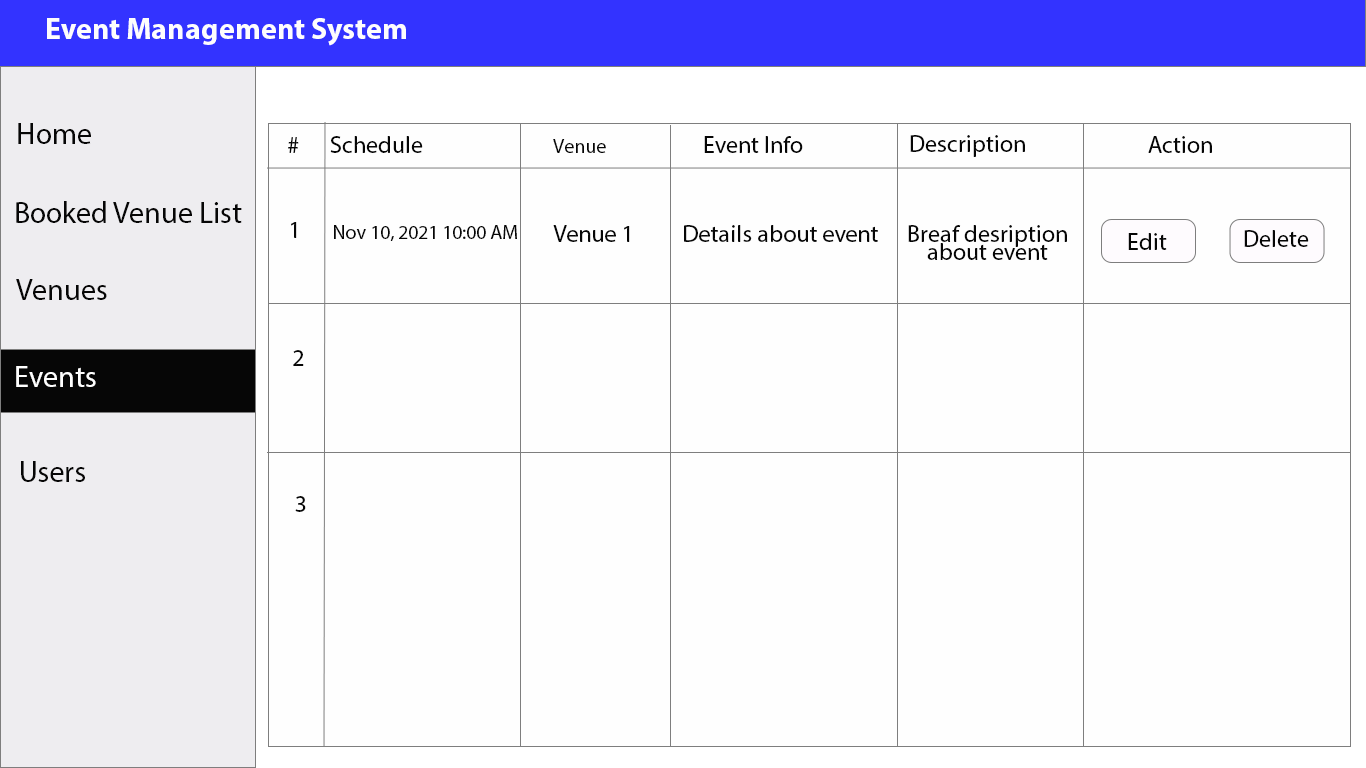 Event Management System
Home
Booked Venue List
Venues
Events
Users
# Schedule Venue Event Info Description Action
1 Nov 10, 2021 10:00 AM Venue 1 Details about event Breaf desription
about event Edit Delete
2
3